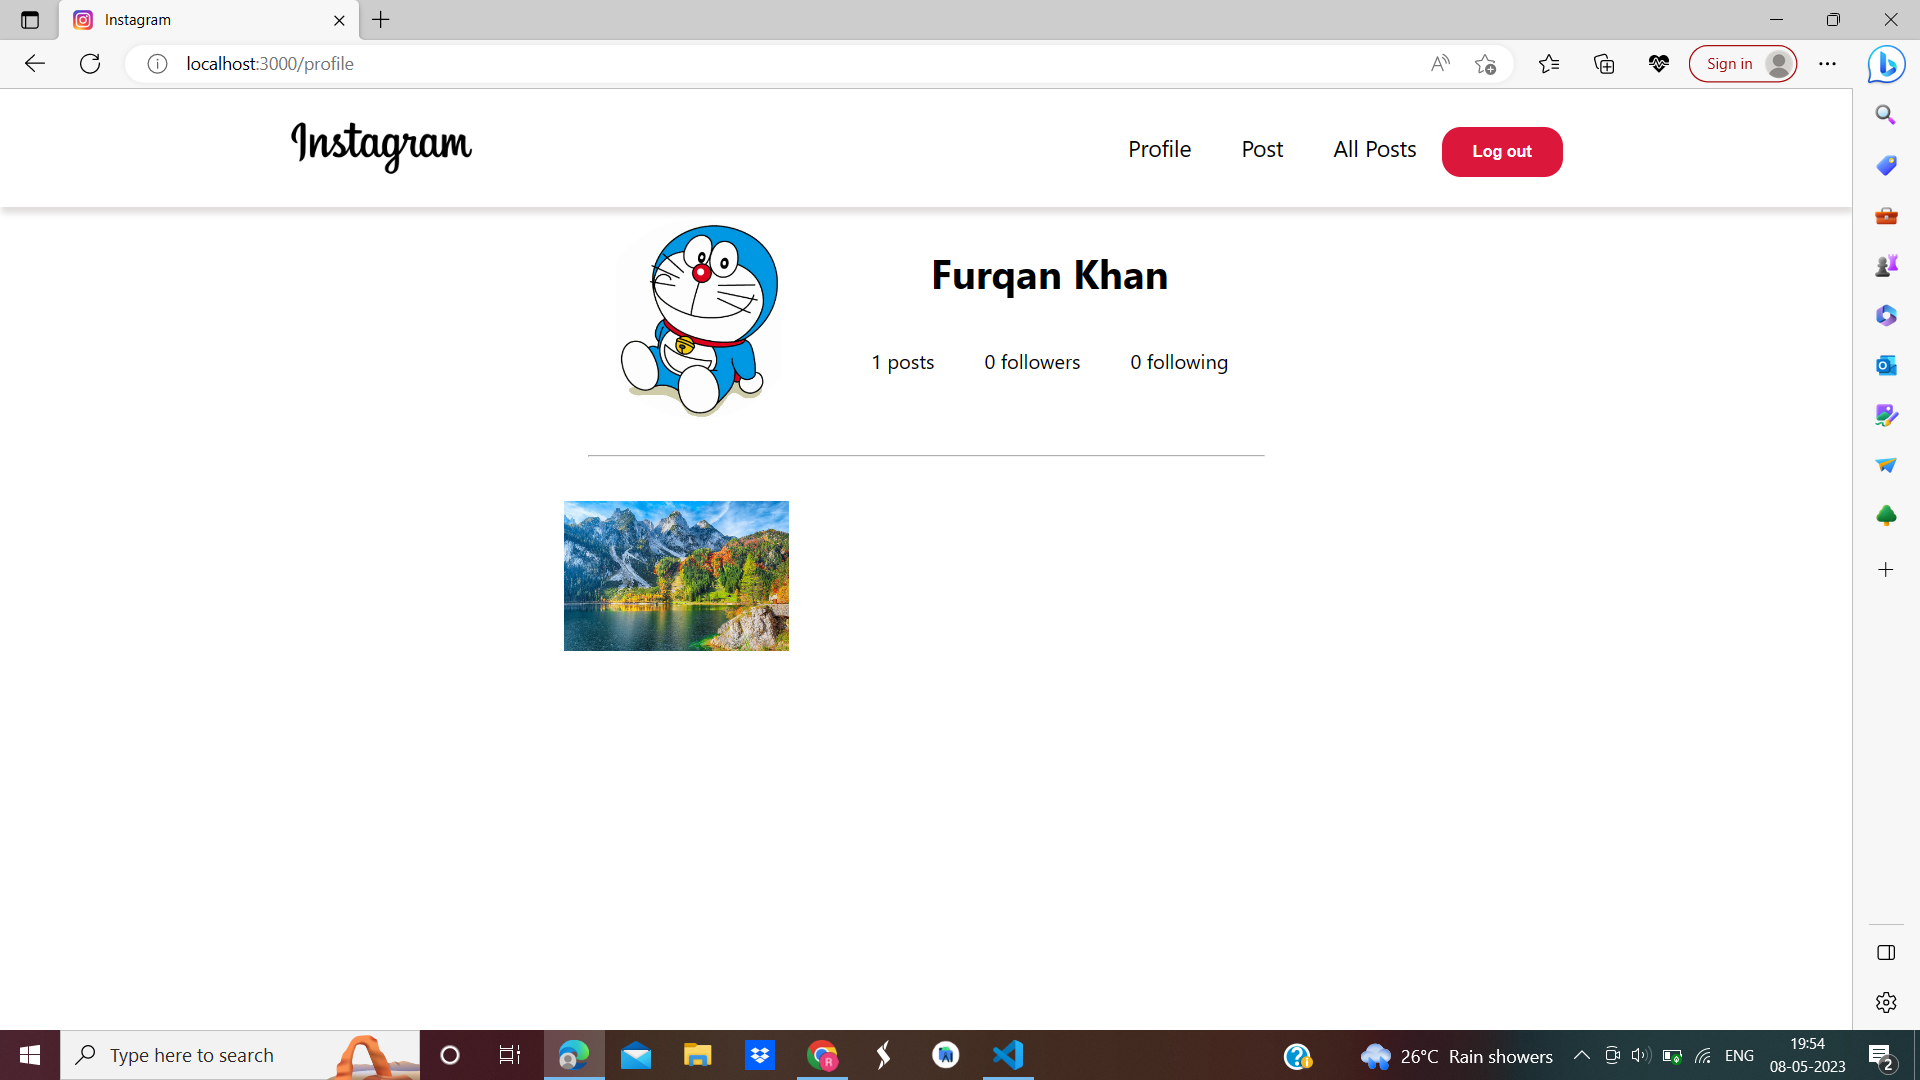 Instagram
localhost:3000/profile
Sign in
Instagram
Profile
Post
All Posts
Log out
Furqan Khan
1 posts
0 followers
0 following
Type here to search
26°C Rain showers
ENG
19:54
08-05-2023
2